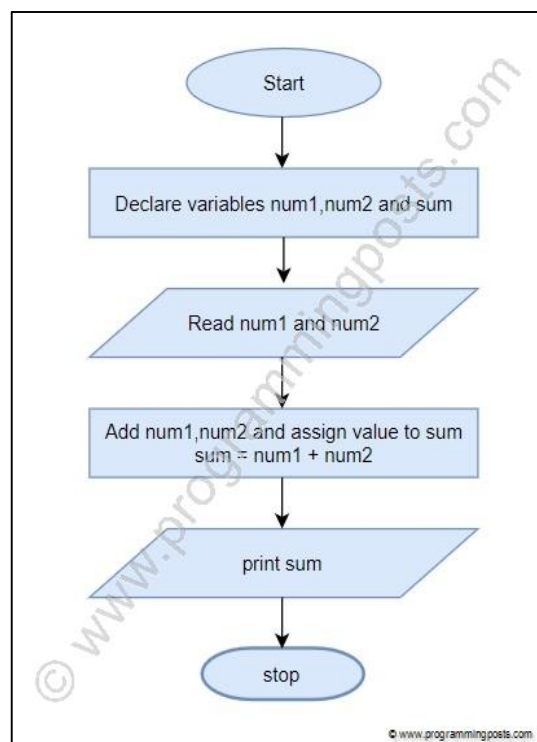 Start
Declare variables num1,num2 and sum
Read num1 and num2
Add num1,num2 and assign value to sum
sum = num1 + num2
print sum
stop
© www.programmingposts.com
© www.programmingposts.com